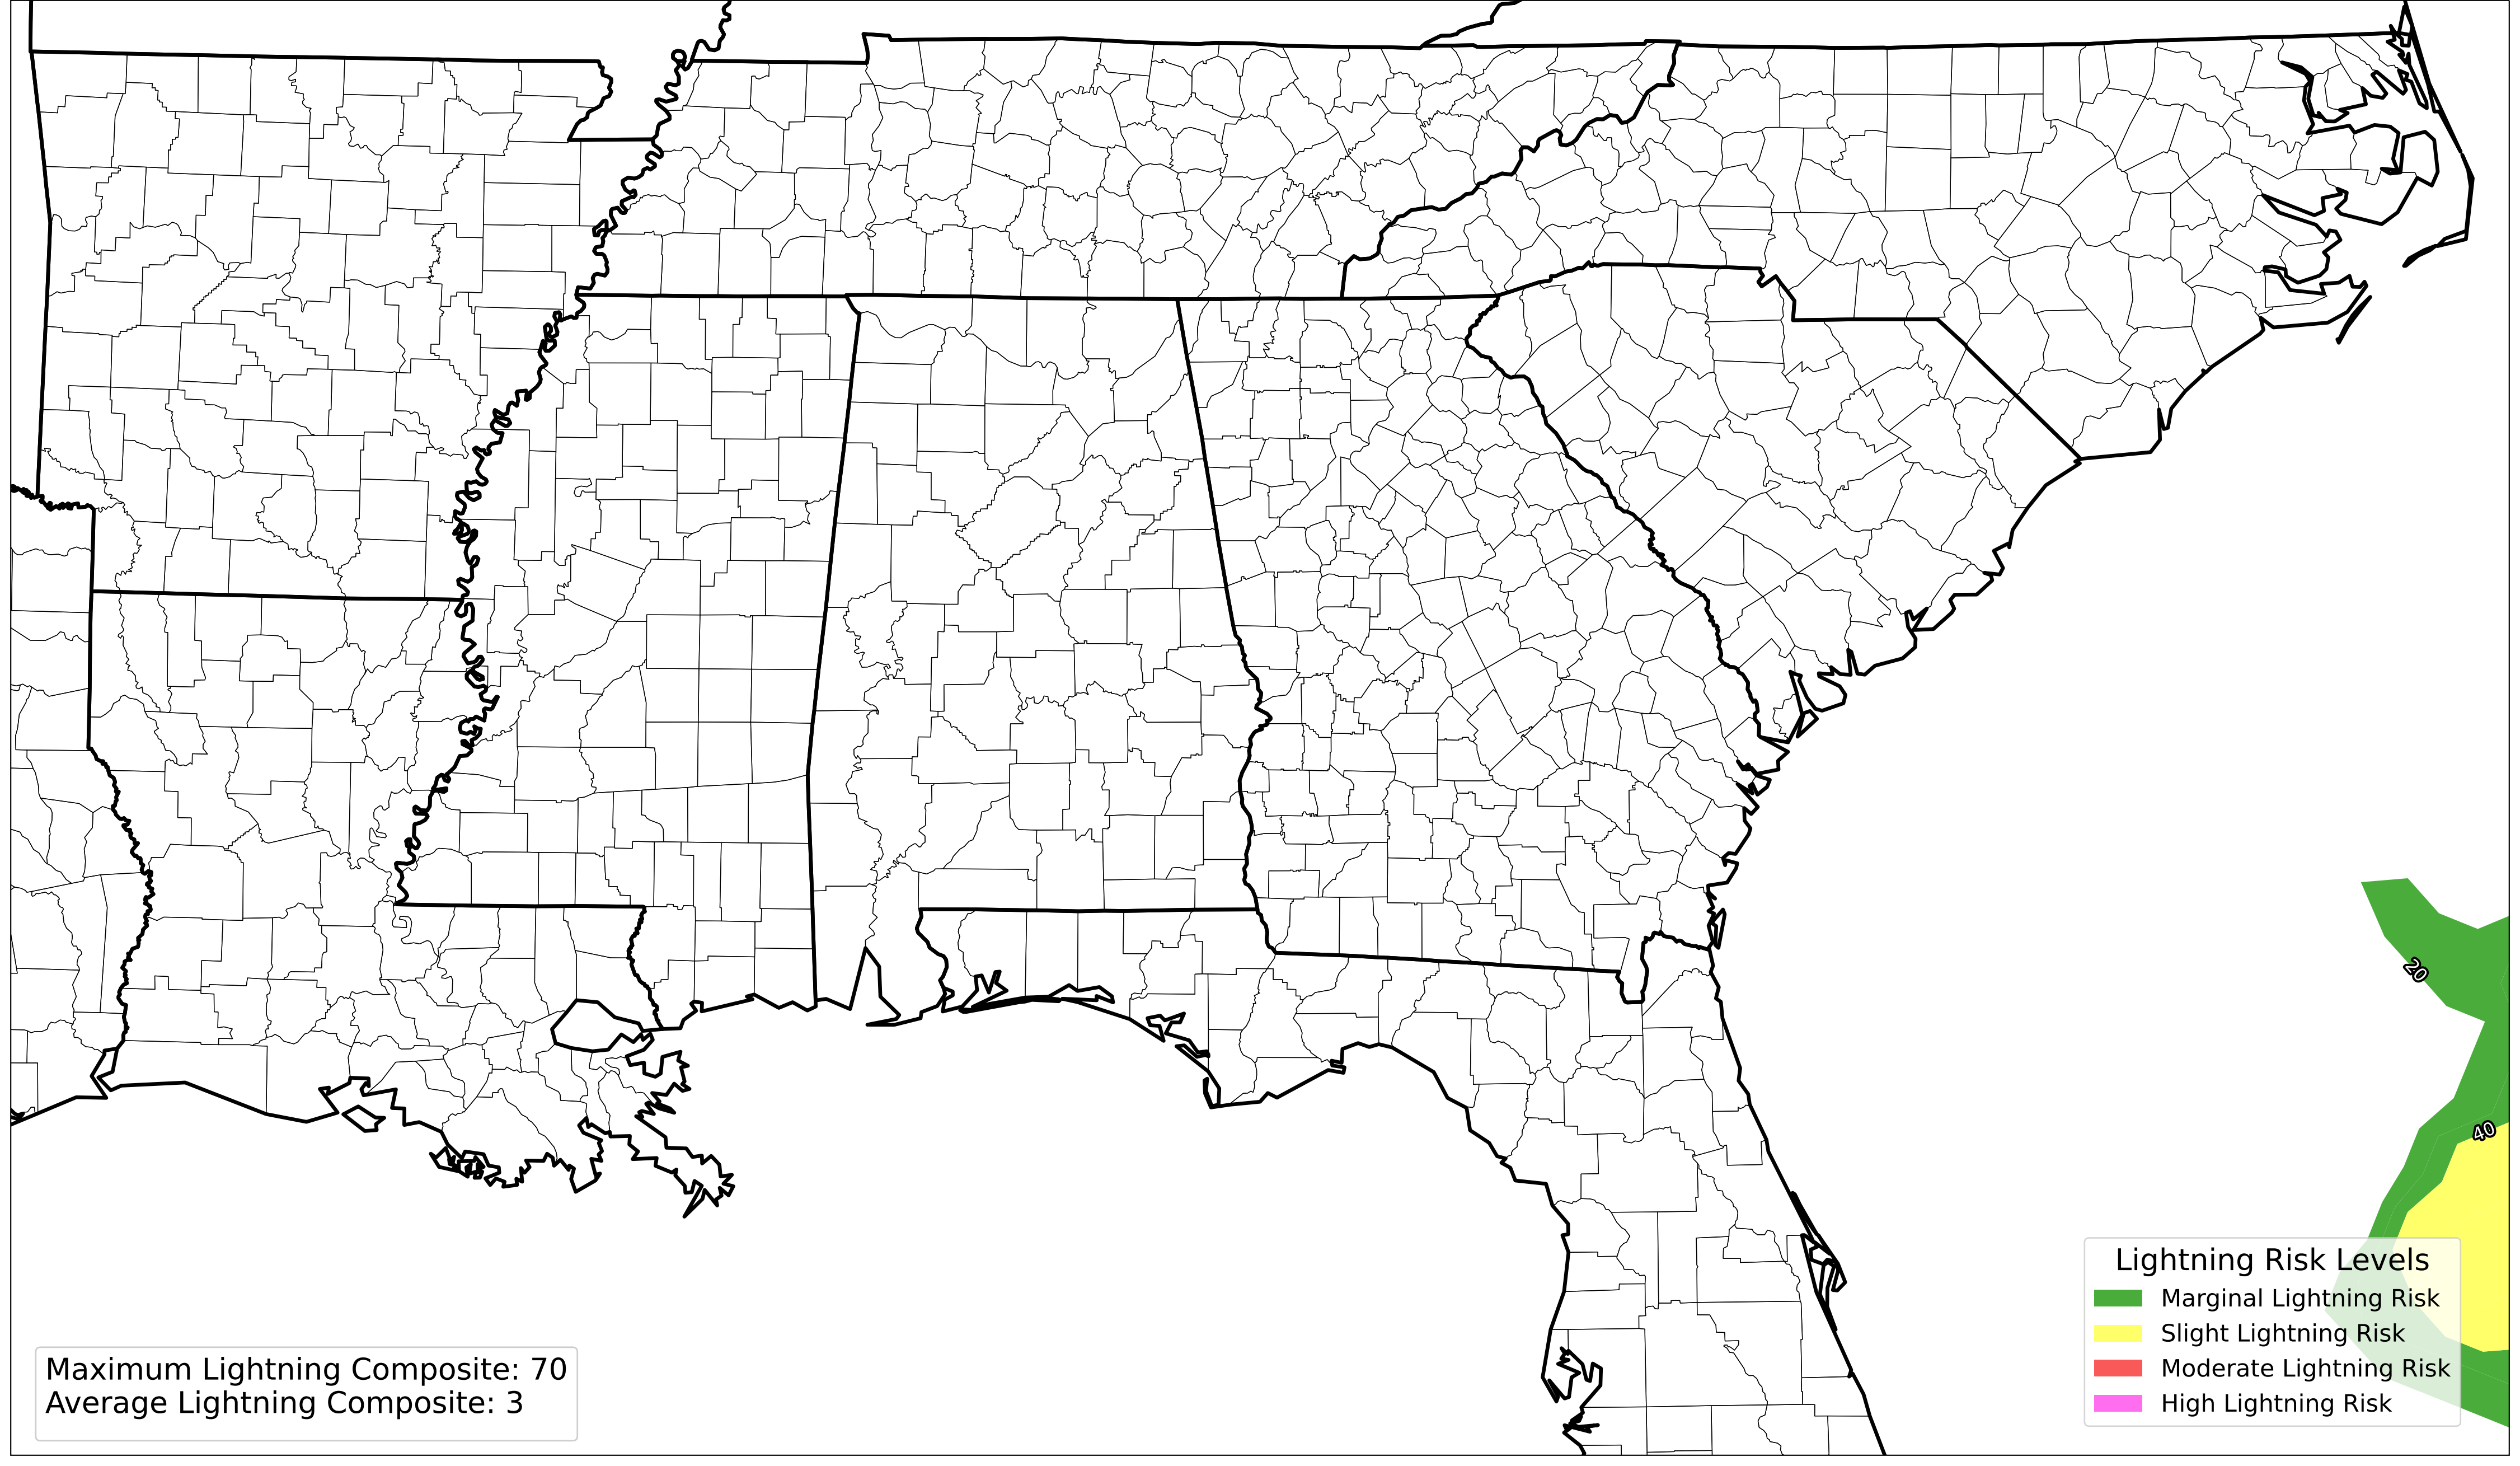 20
40
Lightning Risk Levels
Marginal Lightning Risk
Slight Lightning Risk
Moderate Lightning Risk
High Lightning Risk
Maximum Lightning Composite: 70
Average Lightning Composite: 3